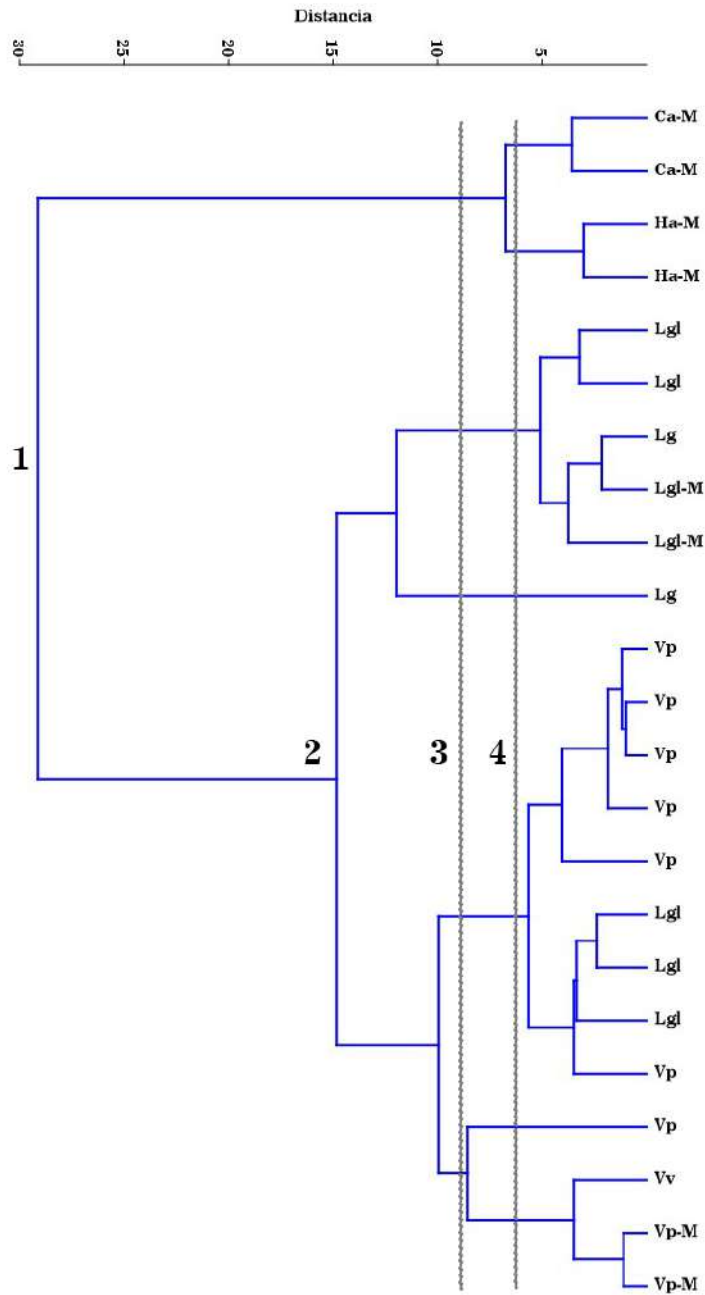 Distancia
30 25 20 15 10 5
Ca-M
Ca-M
Ha-M
Ha-M
Lgl
Lgl
Lg
1
Lgl-M
Lgl-M
Lg
Vp
Vp
2 3 4 Vp
Vp
Vp
Lgl
Lgl
Lgl
Vp
Vp
Vv
Vp-M
Vp-M